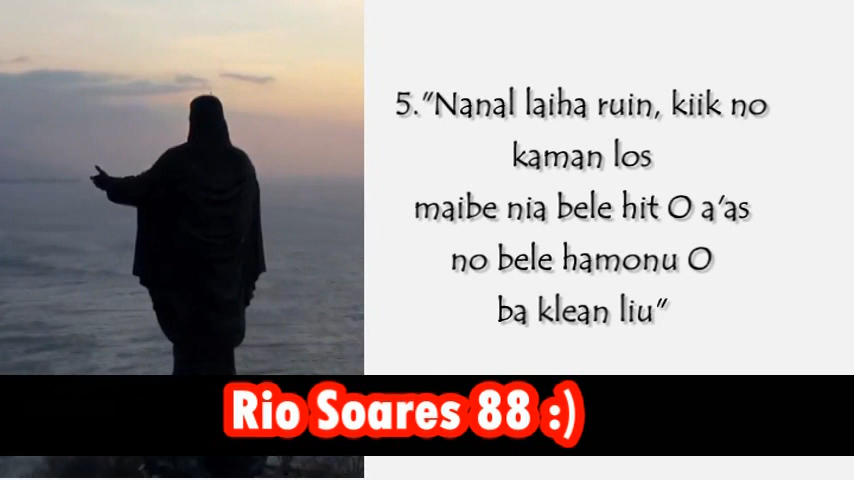 5."Nanal laiha ruin, kiik no
kaman los
maibe nia bele hit O a'as
no bele hamonu O
ba klean liu"
Rio Soares 88 :)